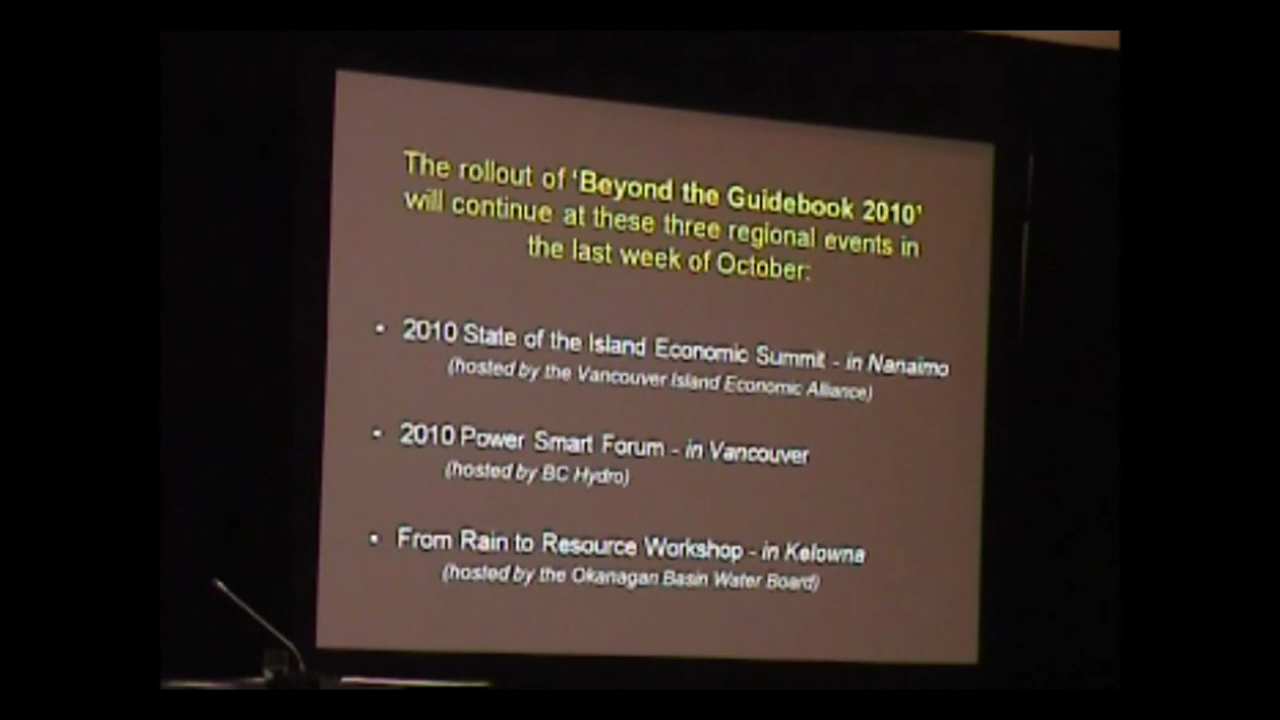 The rollout of ‘Beyond the Guidebook 2010’
will continue at these three regional events in
the last week of October:
• 2010 State of the Island Economic Summit - in Nanaimo
(hosted by the Vancouver Island Economic Alliance)
• 2010 Power Smart Forum - in Vancouver
(hosted by BC Hydro)
• From Rain to Resource Workshop - in Kelowna
(hosted by the Okanagan Basin Water Board)